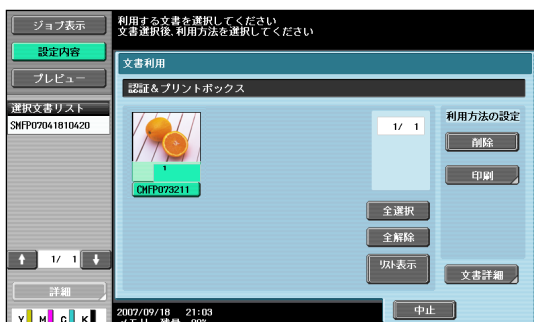 ジョブ表示
設定内容
プレビュー
選択文書リスト
SMFP07041810420
1/ 1
詳細
Y M C K
利用する文書を選択してください
文書選択後、利用方法を選択してください
文書利用
認証&プリントボックス
1
CMFP073211
1/ 1
全選択
全解除
リスト表示
利用方法の設定
削除
印刷
文書詳細
2007/09/18 21:03
中止